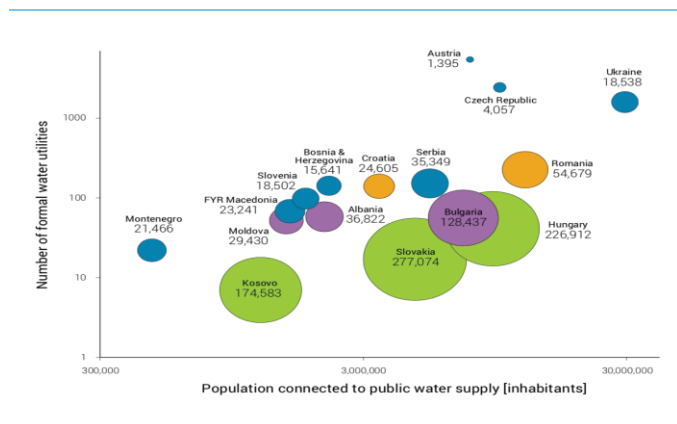 Austria
1,395
Ukraine
18,538
Czech Republic
4,057
Number of formal water utilities
1000
100
10
1
Bosnia &
Herzegovina
15,641
Croatia
24,605
Serbia
35,349
Romania
54,679
Slovenia
18,502
FYR Macedonia
23,241
Albania
36,822
Bulgaria
128,437
Montenegro
21,466
Moldova
29,430
Hungary
226,912
Slovakia
277,074
Kosovo
174,583
300,000
3,000,000
30,000,000
Population connected to public water supply [inhabitants]